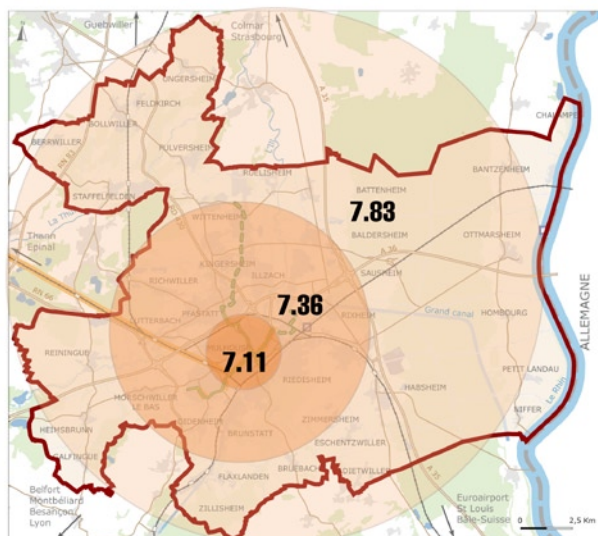 Guebwiller
Colmar
Strasbourg
UNGERSHEIM
FELDKIRCH
BOLLWILLER
BERRWILLER
PULVERSHEIM
RUELISHEIM
CHALAMPE
BANTZENHEIM
STAFFELFELDEN
BATTENHEIM
7.83
WITTENHEIM
BALDERSHEIM
OTTMARSHEIM
Thann
Epinal
KINGERSHEIM
ILLZACH
SAUSHEIM
RICHWILLER
RN 66
7.36
Grand canal
HOMBOURG
LUTTERBACH
PFASTATT
RIXHEIM
ALLEMAGNE
REININGUE
7.11
RIEDISHEIM
HABSHEIM
PETIT LANDAU
Le Rhin
MORSCHWILLER
LE BAS
NIFFER
HEIMSBRUNN
DIDENHEIM
ZIMMERSHEIM
BRUNSTATT
ESCHENTZWILLER
GALFINGUE
BRUEBACH
DIETWILLER
FLAXLANDEN
A 35
ZILLISHEIM
Belfort
Montbéliard
Besançon
Lyon
Euroairport
St Louis
Bâle-Suisse
0 2,5 Km